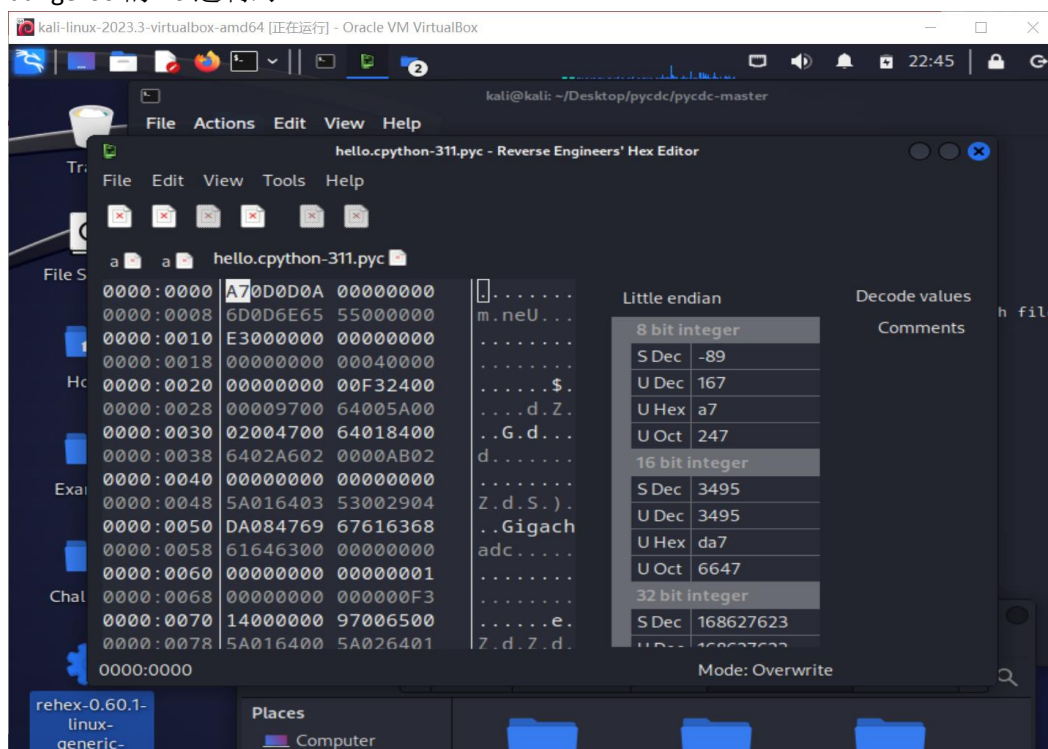 kali-linux-2023.3-virtualbox-amd64 [正在运行] - Oracle VM VirtualBox
2
22:45
kali@kali: ~/Desktop/pycdc/pycdc-master
File Actions Edit View Help
hello.cpython-311.pyc - Reverse Engineers' Hex Editor
File Edit View Tools Help
a a hello.cpython-311.pyc
File S
0000:0000 A70D0D0A 00000000 ........
0000:0008 6D0D6E65 55000000 m.neU...
0000:0010 E3000000 00000000 ........
0000:0018 00000000 00040000 ........
0000:0020 00000000 00F32400 ......$.
0000:0028 00009700 64005A00 ....d.Z.
0000:0030 02004700 64018400 ..G.d...
0000:0038 6402A602 0000AB02 d.......
0000:0040 00000000 00000000 ........
0000:0048 5A016403 53002904 Z.d.S.).
0000:0050 DA084769 67616368 ..Gigach
0000:0058 61646300 00000000 adc.....
0000:0060 00000000 00000001 ........
0000:0068 00000000 000000F3 ........
0000:0070 14000000 97006500 ......e.
0000:0078 5A016400 5A026401 Z.d.Z.d.
Little endian
8 bit integer
S Dec -89
U Dec 167
U Hex a7
U Oct 247
16 bit integer
S Dec 3495
U Dec 3495
U Hex da7
U Oct 6647
32 bit integer
S Dec 168627623
Decode values
Comments
h fil
Tra
Ho
Exa
Chal
0000:0000
Mode: Overwrite
rehex-0.60.1-
linux-
generic-
Places
Computer